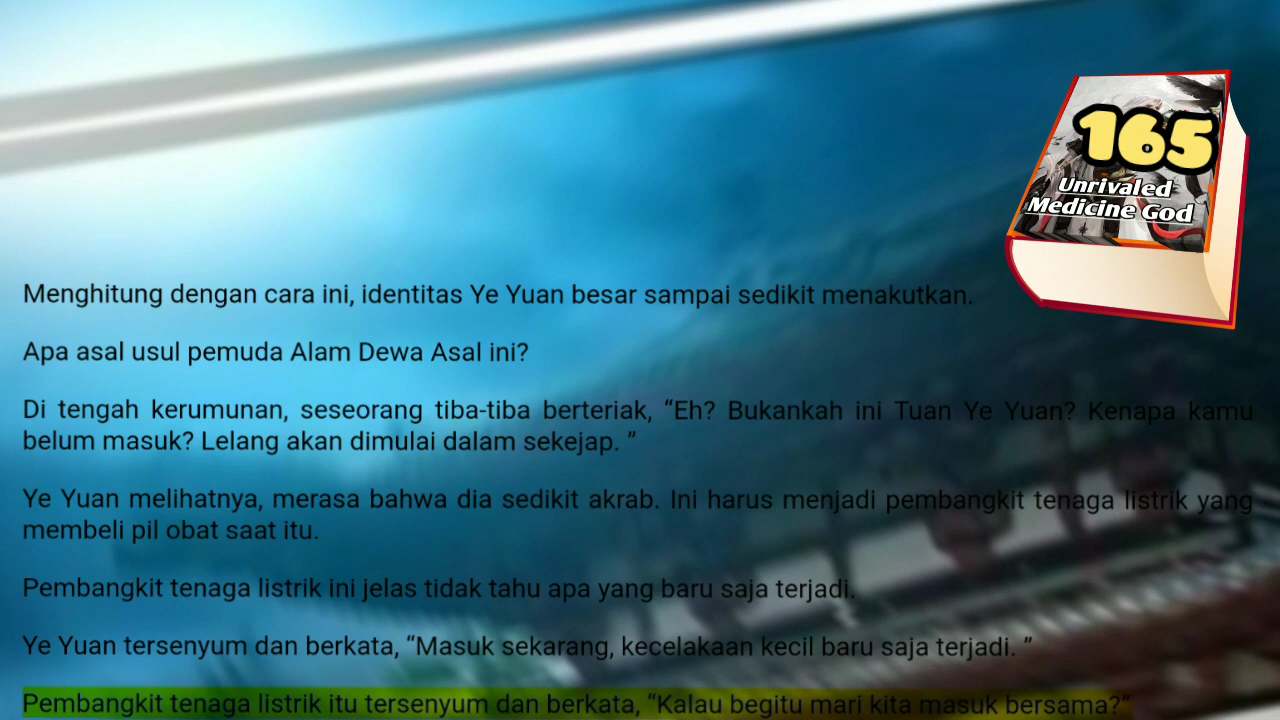 165
Unrivaled
Medicine God
Menghitung dengan cara ini, identitas Ye Yuan besar sampai sedikit menakutkan.
Apa asal usul pemuda Alam Dewa Asal ini?
Di tengah kerumunan, seseorang tiba-tiba berteriak, “Eh? Bukankah ini Tuan Ye Yuan? Kenapa kamu
belum masuk? Lelang akan dimulai dalam sekejap. ”
Ye Yuan melihatnya, merasa bahwa dia sedikit akrab. Ini harus menjadi pembangkit tenaga listrik yang
membeli pil obat saat itu.
Pembangkit tenaga listrik ini jelas tidak tahu apa yang baru saja terjadi.
Ye Yuan tersenyum dan berkata, “Masuk sekarang, kecelakaan kecil baru saja terjadi. ”
Pembangkit tenaga listrik itu tersenyum dan berkata, “Kalau begitu mari kita masuk bersama?”